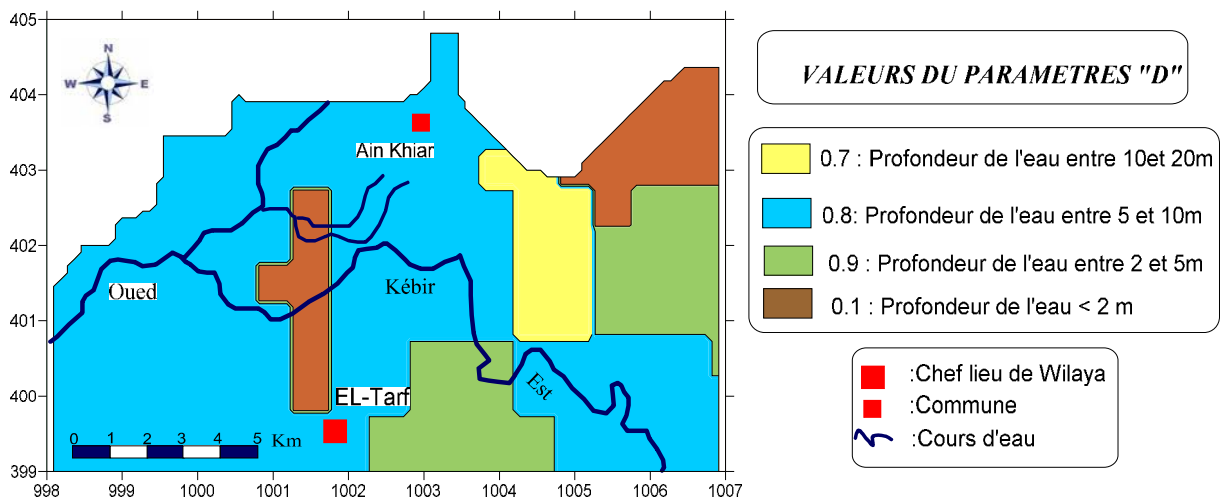 405
404
403
402
401
400
399
998 999 1000 1001 1002 1003 1004 1005 1006 1007
N
W E
S
Ain Khiar
Oued
Kébir
Est
EL-Tarf
0 1 2 3 4 5
Km
VALEURS DU PARAMETRES "D"
0.7 : Profondeur de l'eau entre 10et 20m
0.8: Profondeur de l'eau entre 5 et 10m
0.9 : Profondeur de l'eau entre 2 et 5m
0.1 : Profondeur de l'eau < 2 m
:Chef lieu de Wilaya
:Commune
:Cours d'eau